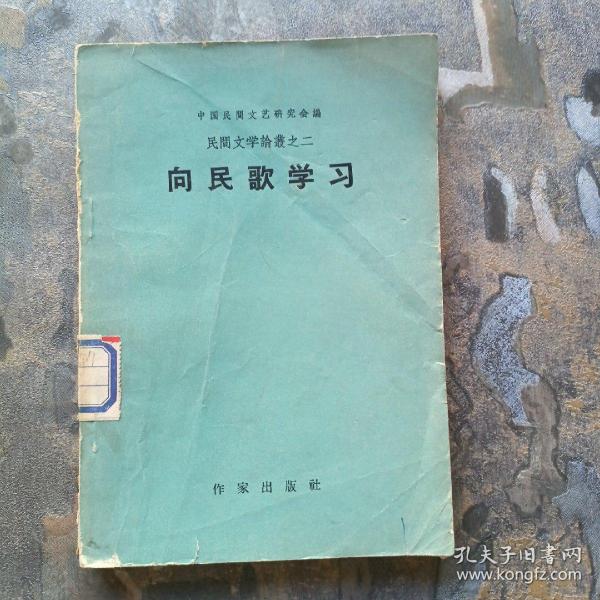 中国民間文艺研究会編
民間文学論叢之二
向民歌学习
作家出版社
孔夫子旧書网
www.kongfz.com